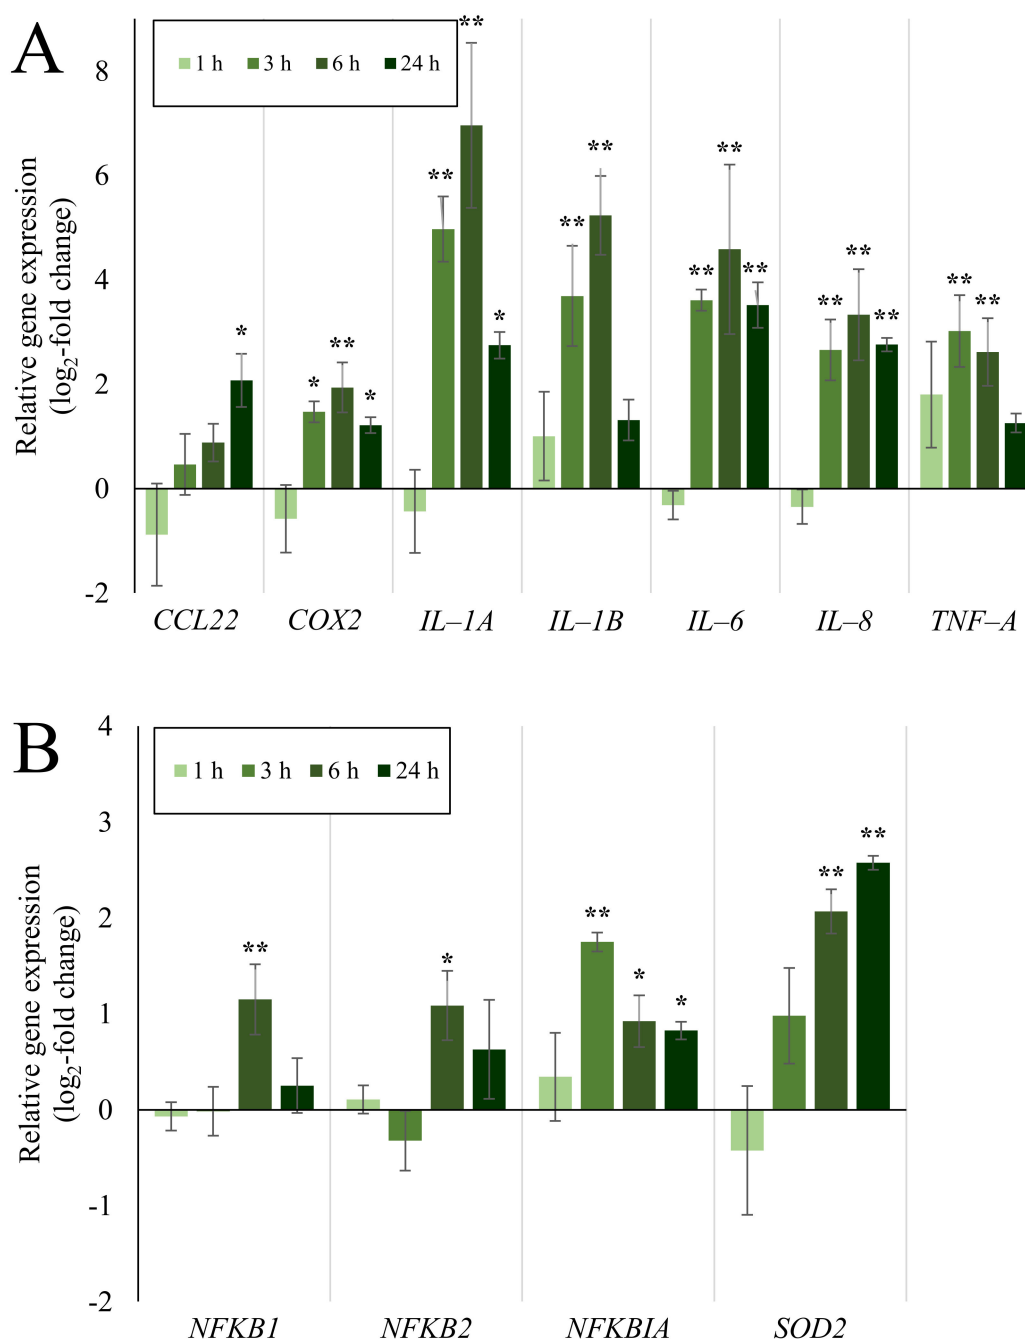 A
1 h 3 h 6 h 24 h
Relative gene expression
(log₂-fold change)
8
6
4
2
0
-2
*
* ** *
** ** *
** **
** ** **
** ** **
** **
CCL22 COX2 IL–1A IL–1B IL–6 IL–8 TNF–A
B
1 h 3 h 6 h 24 h
Relative gene expression
(log₂-fold change)
4
3
2
1
0
-1
-2
**
*
** * *
** **
NFKB1 NFKB2 NFKBIA SOD2